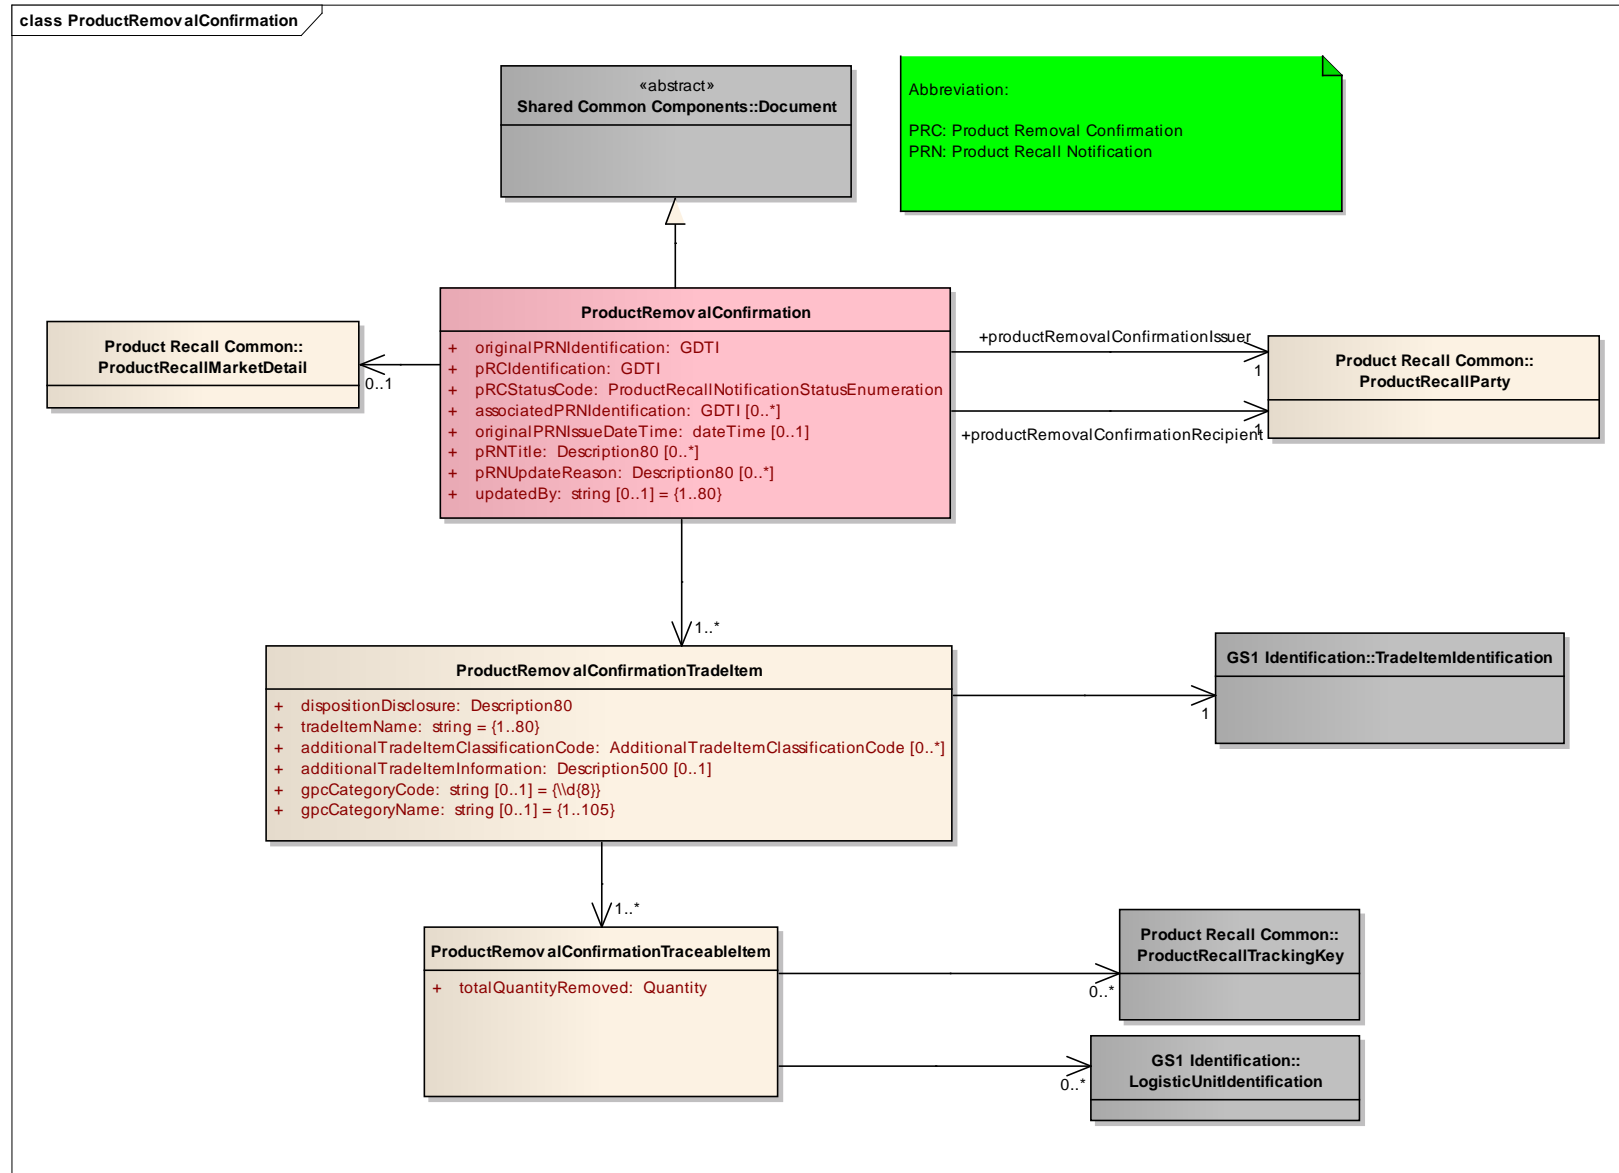 class ProductRemovalConfirmation
«abstract»
Shared Common Components::Document
Abbreviation:
PRC: Product Removal Confirmation
PRN: Product Recall Notification
ProductRemovalConfirmation
+ originalPRNIdentification: GDTI
+ pRCIdentification: GDTI
+ pRCStatusCode: ProductRecallNotificationStatusEnumeration
+ associatedPRNIdentification: GDTI [0..*]
+ originalPRNIssueDateTime: dateTime [0..1]
+ pRNTitle: Description80 [0..*]
+ pRNUpdateReason: Description80 [0..*]
+ updatedBy: string [0..1] = {1..80}
Product Recall Common::
ProductRecallMarketDetail
0..1
+productRemovalConfirmationIssuer
1
+productRemovalConfirmationRecipient
1
Product Recall Common::
ProductRecallParty
1..*
ProductRemovalConfirmationTradeItem
+ dispositionDisclosure: Description80
+ tradeItemName: string = {1..80}
+ additionalTradeItemClassificationCode: AdditionalTradeItemClassificationCode [0..*]
+ additionalTradeItemInformation: Description500 [0..1]
+ gpcCategoryCode: string [0..1] = {\\d{8}}
+ gpcCategoryName: string [0..1] = {1..105}
1
GS1 Identification::TradeItemIdentification
1..*
ProductRemovalConfirmationTraceableItem
+ totalQuantityRemoved: Quantity
0..*
Product Recall Common::
ProductRecallTrackingKey
0..*
GS1 Identification::
LogisticUnitIdentification